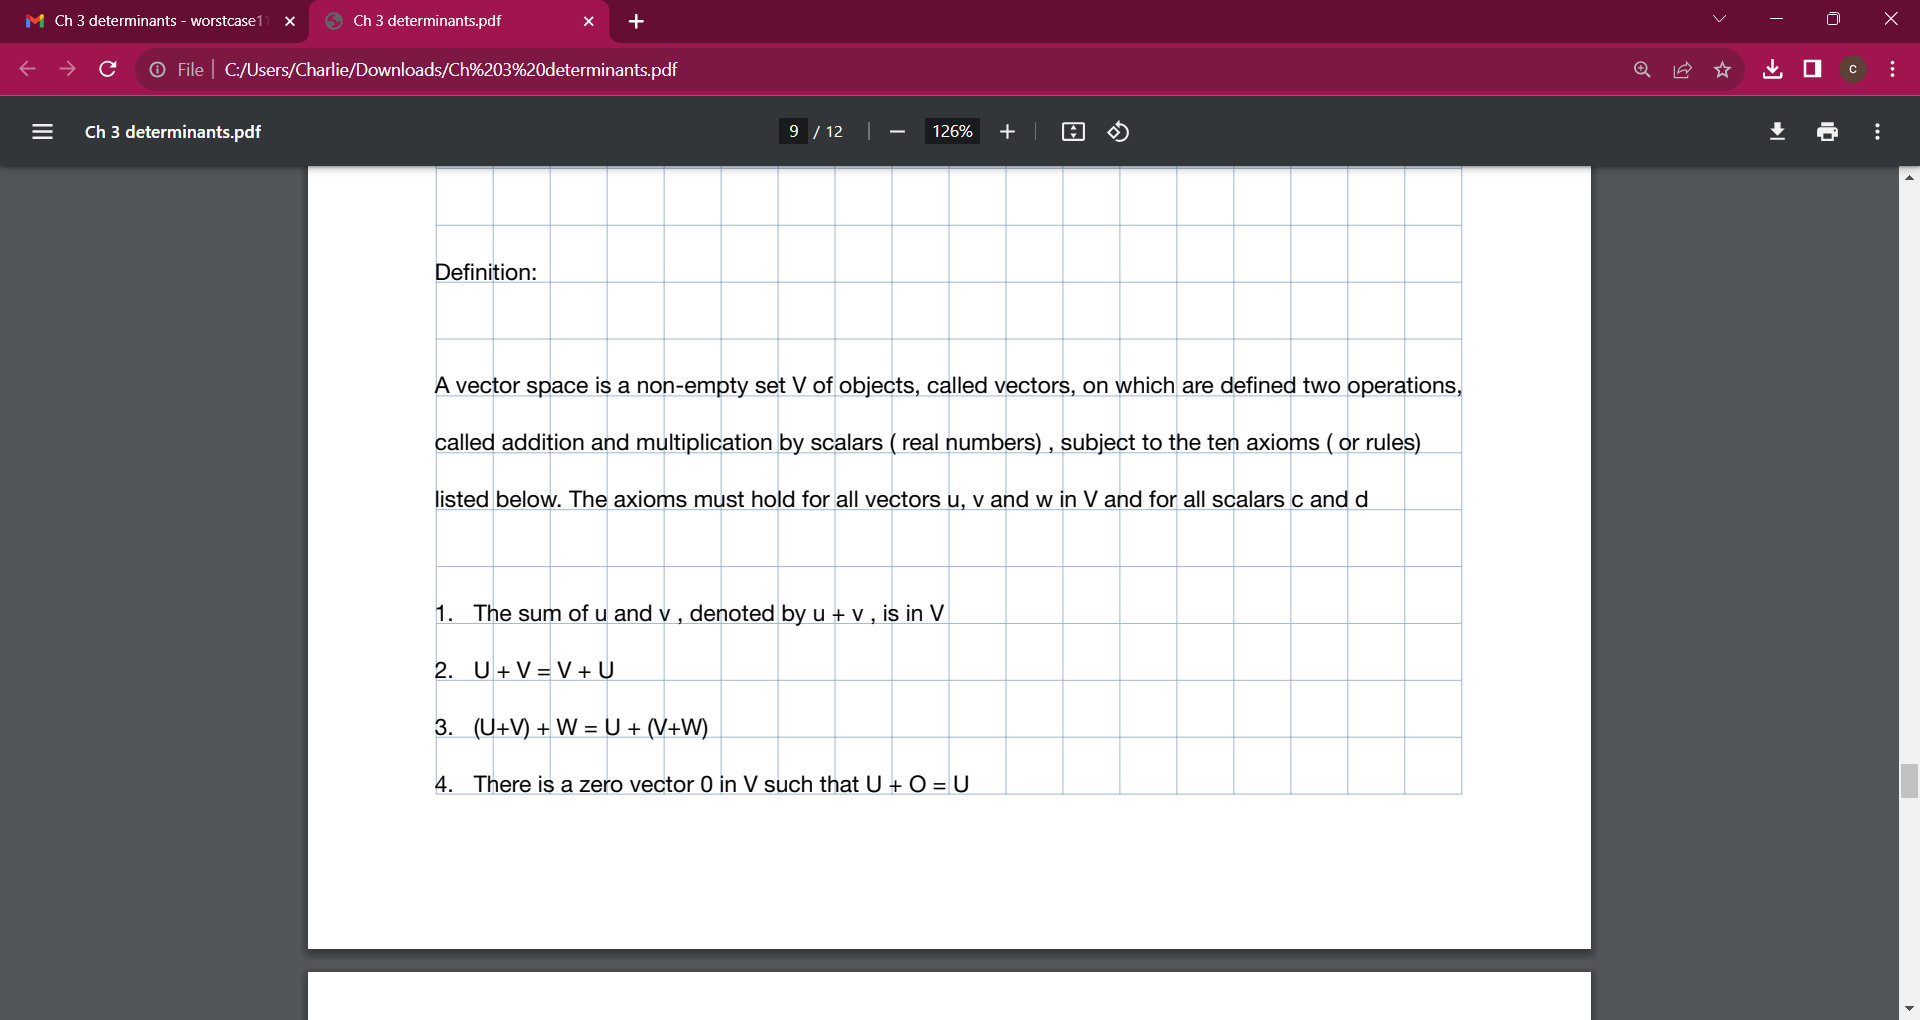 Ch 3 determinants - worstcase1
Ch 3 determinants.pdf
File
C:/Users/Charlie/Downloads/Ch%203%20determinants.pdf
C
Ch 3 determinants.pdf
9 / 12
126%
Definition:
A vector space is a non-empty set V of objects, called vectors, on which are defined two operations,
called addition and multiplication by scalars ( real numbers) , subject to the ten axioms ( or rules)
listed below. The axioms must hold for all vectors u, v and w in V and for all scalars c and d
1. The sum of u and v , denoted by u + v , is in V
2. U + V = V + U
3. (U+V) + W = U + (V+W)
4. There is a zero vector 0 in V such that U + O = U